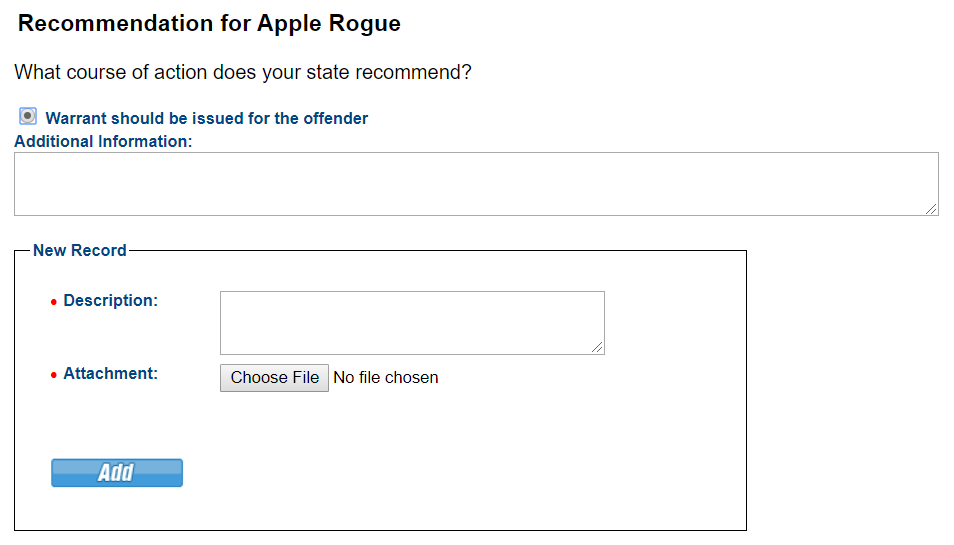 Recommendation for Apple Rogue
What course of action does your state recommend?
Warrant should be issued for the offender
Additional Information:
New Record
Description:
Attachment:
Choose File No file chosen
Add